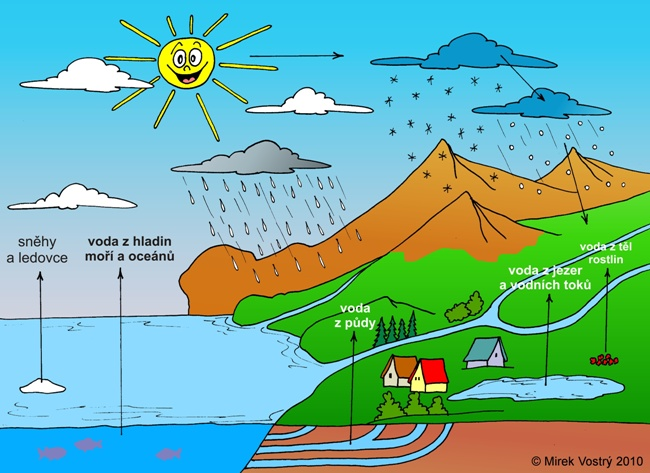 sněhy
a ledovce
voda z hladin
moří a oceánů
voda
z půdy
voda z jezer
a vodních toků
voda z těl
rostlin
© Mirek Vostrý 2010